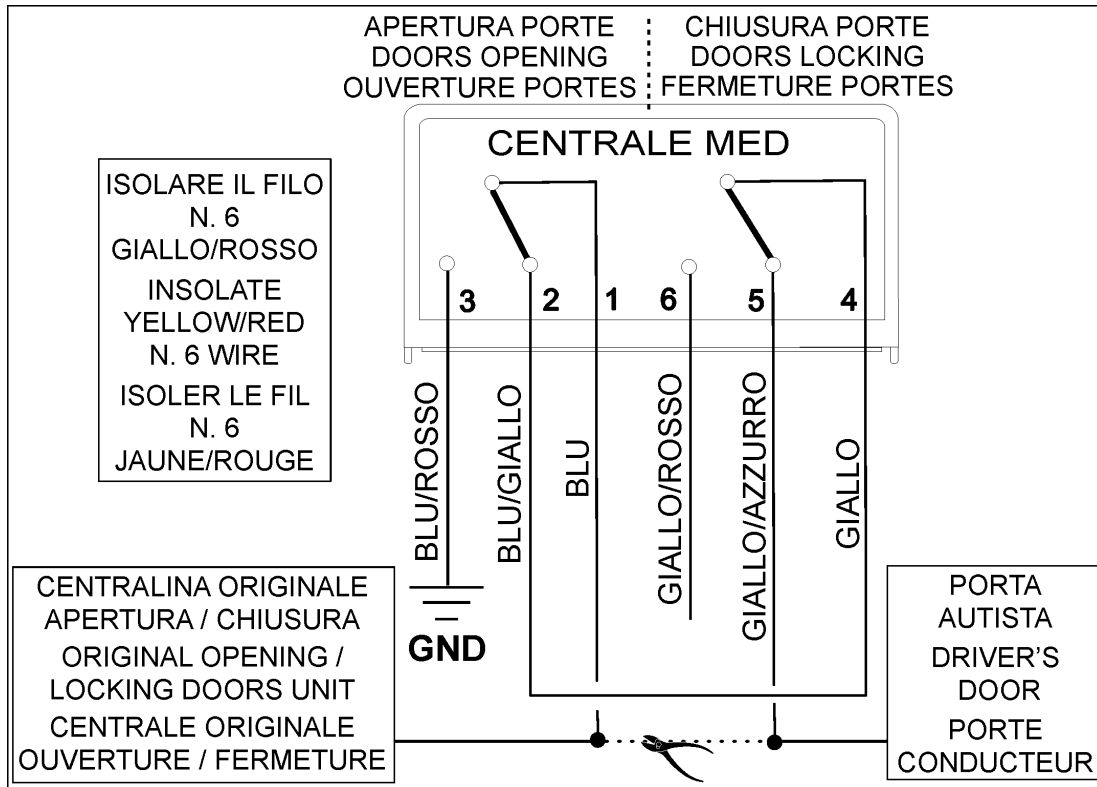 APERTURA PORTE
DOORS OPENING
OUVERTURE PORTES
CHIUSURA PORTE
DOORS LOCKING
FERMETURE PORTES
CENTRALE MED
ISOLARE IL FILO
N. 6
GIALLO/ROSSO
INSOLATE
YELLOW/RED
N. 6 WIRE
ISOLER LE FIL
N. 6
JAUNE/ROUGE
3 2 1 6 5 4
BLU/ROSSO
BLU/GIALLO
BLU
GIALLO/ROSSO
GIALLO/AZZURRO
GIALLO
GND
CENTRALINA ORIGINALE
APERTURA / CHIUSURA
ORIGINAL OPENING /
LOCKING DOORS UNIT
CENTRALE ORIGINALE
OUVERTURE / FERMETURE
PORTA
AUTISTA
DRIVER'S
DOOR
PORTE
CONDUCTEUR